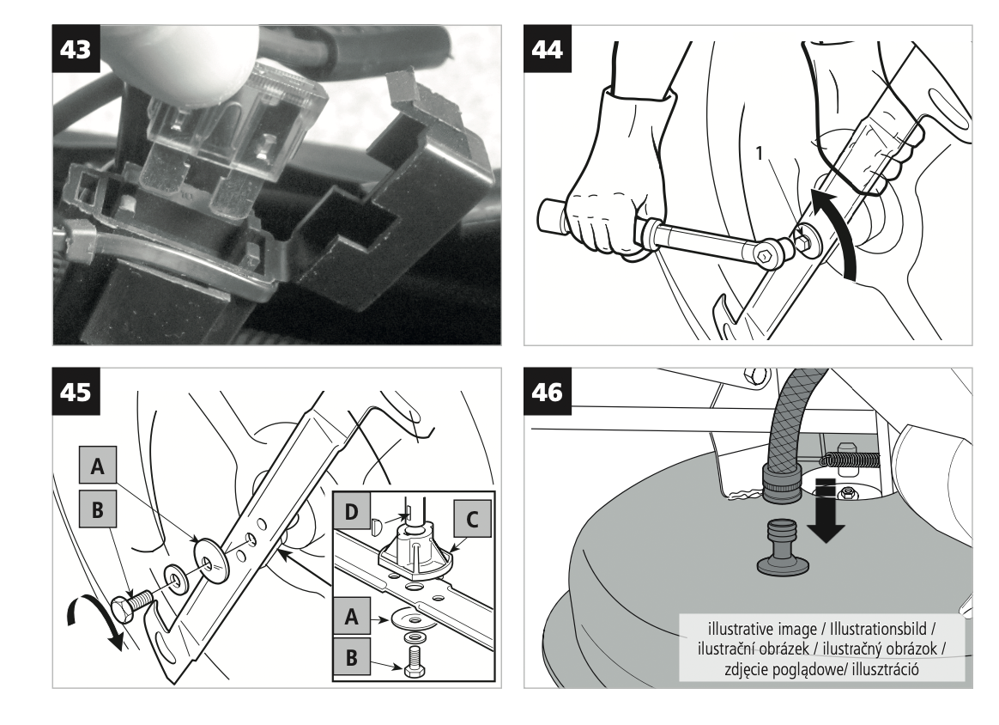 43
44
1
45
A
B
D
C
A
B
46
illustrative image / Illustrationsbild /
ilustrační obrázek / ilustračný obrázok /
zdjęcie poglądowe/ illusztráció